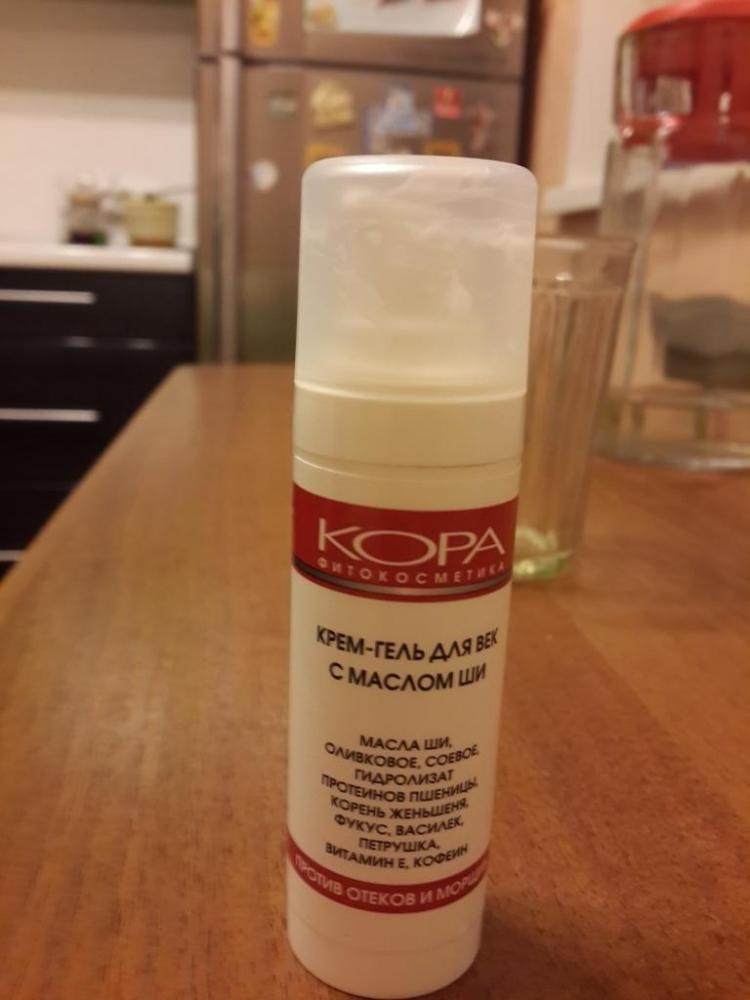 КОРА
ФИТОКОСМЕТИКА
КРЕМ-ГЕЛЬ ДЛЯ ВЕК
С МАСЛОМ ШИ
МАСЛА ШИ,
ОЛИВКОВОЕ, СОЕВОЕ,
ГИДРОЛИЗАТ
ПРОТЕИНОВ ПШЕНИЦЫ,
КОРЕНЬ ЖЕНЬШЕНЯ,
ФУКУС, ВАСИЛЕК,
ПЕТРУШКА,
ВИТАМИН Е, КОФЕИН
ПРОТИВ ОТЕКОВ И